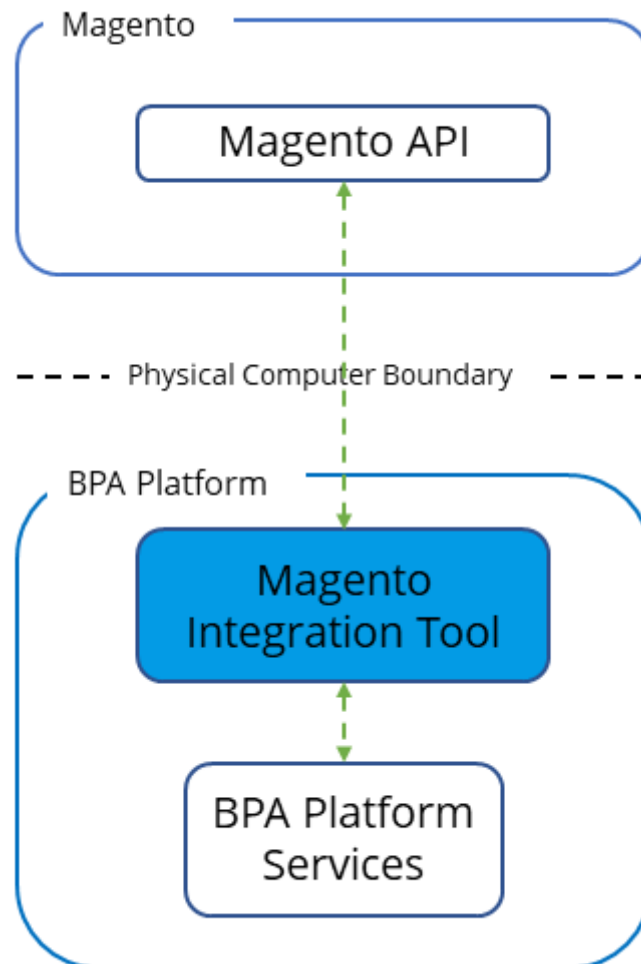 Magento
Magento API
Physical Computer Boundary
BPA Platform
Magento
Integration Tool
BPA Platform
Services